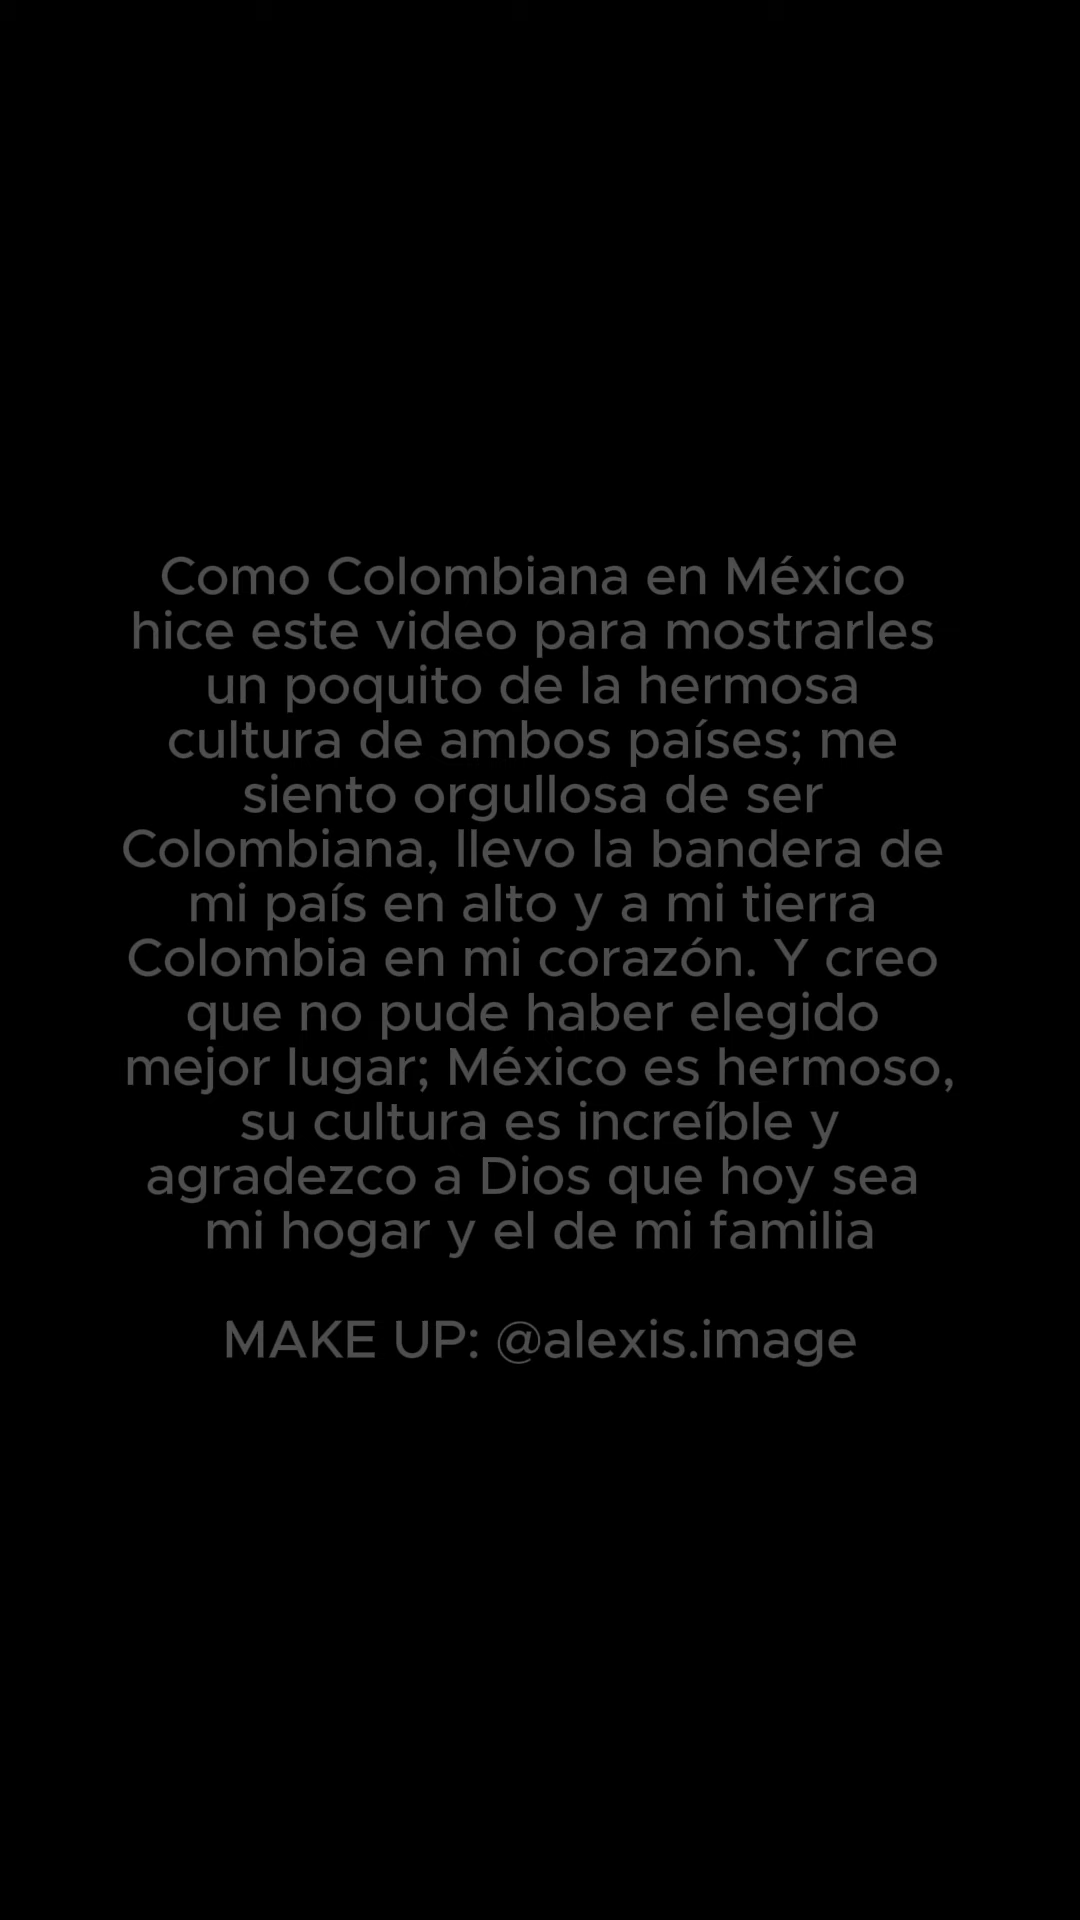 Como Colombiana en México
hice este video para mostrarles
un poquito de la hermosa
cultura de ambos países; me
siento orgullosa de ser
Colombiana, llevo la bandera de
mi país en alto y a mi tierra
Colombia en mi corazón. Y creo
que no pude haber elegido
mejor lugar; México es hermoso,
su cultura es increíble y
agradezco a Dios que hoy sea
mi hogar y el de mi familia
MAKE UP: @alexis.image